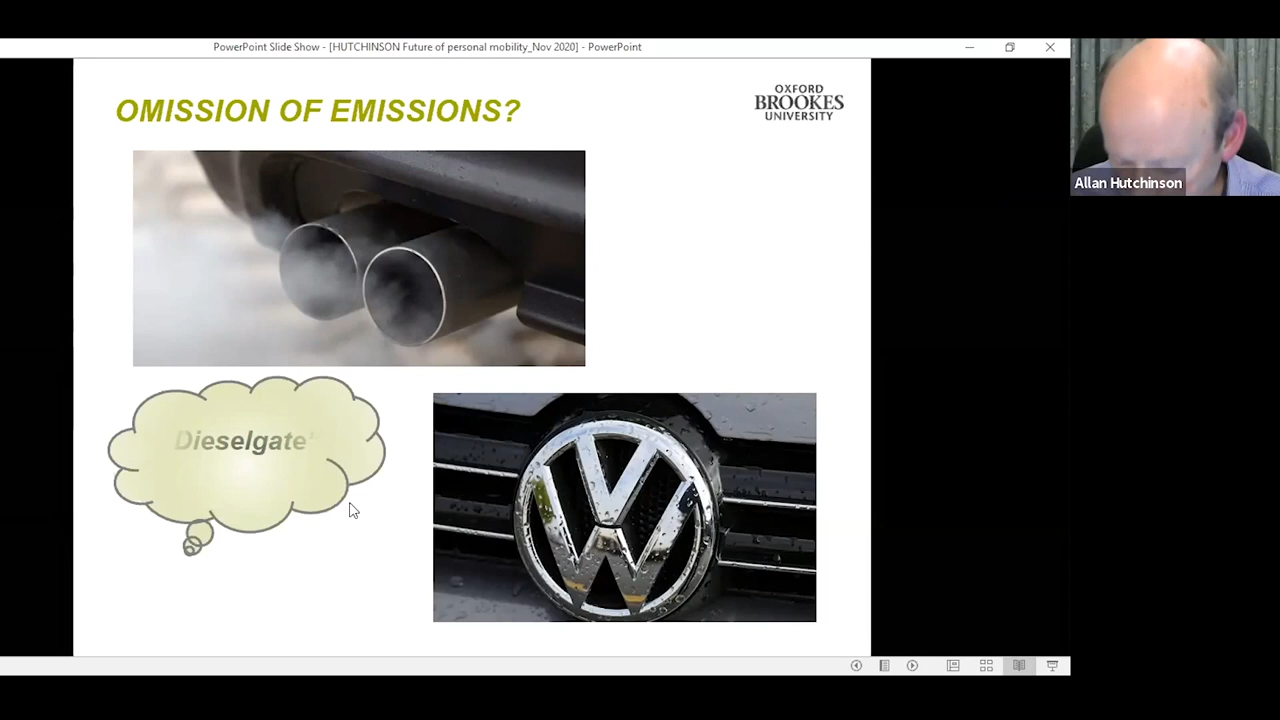 PowerPoint Slide Show - [HUTCHINSON Future of personal mobility_Nov 2020] - PowerPoint
OMISSION OF EMISSIONS?
OXFORD
BROOKES
UNIVERSITY
Allan Hutchinson
Dieselgate